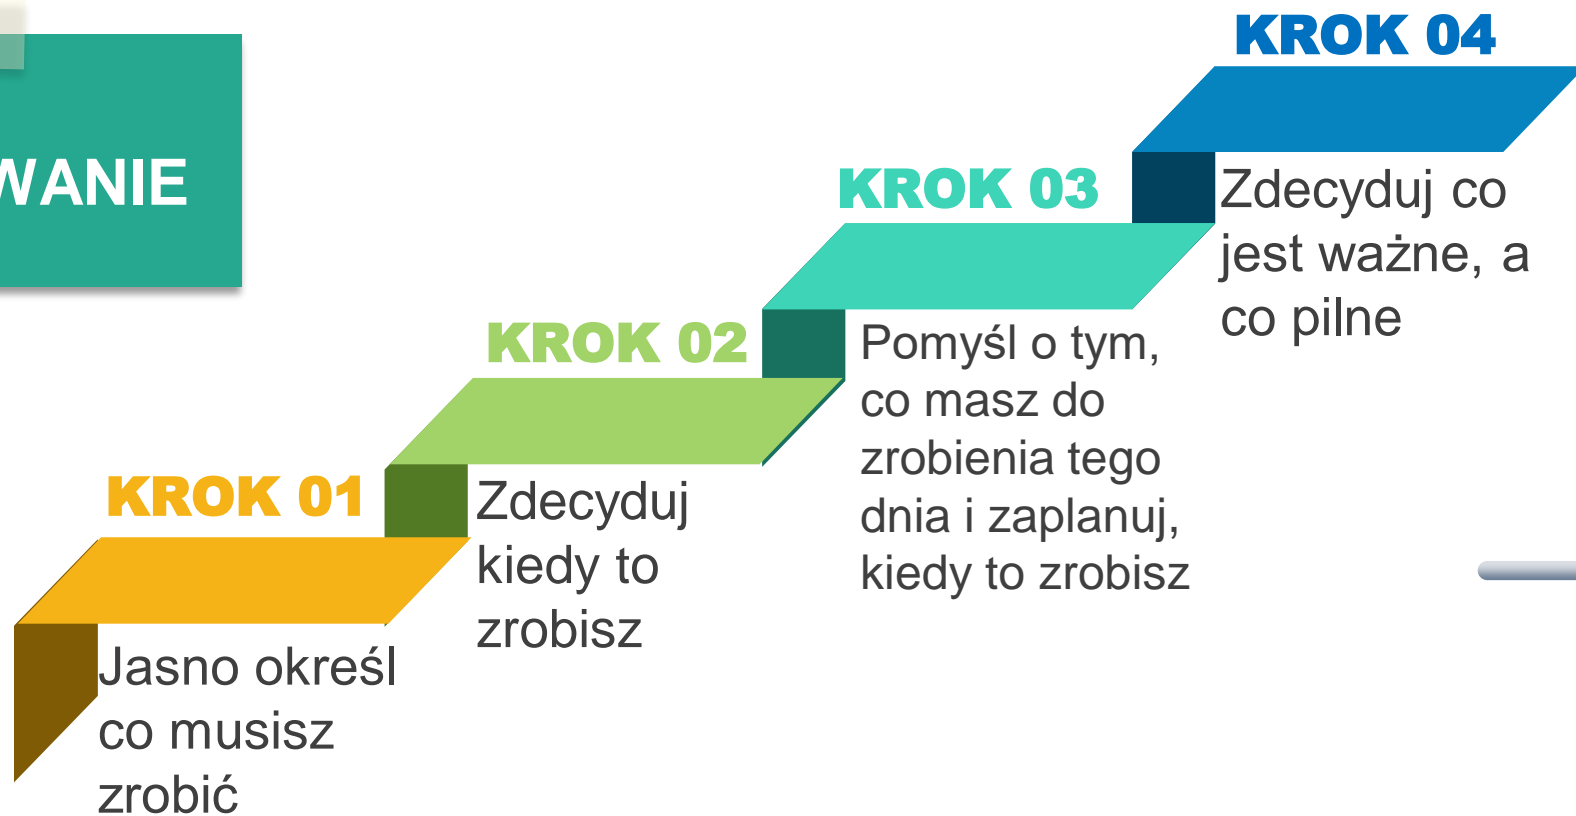 WANIE
KROK 01
Jasno określ
co musisz
zrobić
KROK 02
Zdecyduj
kiedy to
zrobisz
KROK 03
Pomyśl o tym,
co masz do
zrobienia tego
dnia i zaplanuj,
kiedy to zrobisz
KROK 04
Zdecyduj co
jest ważne, a
co pilne